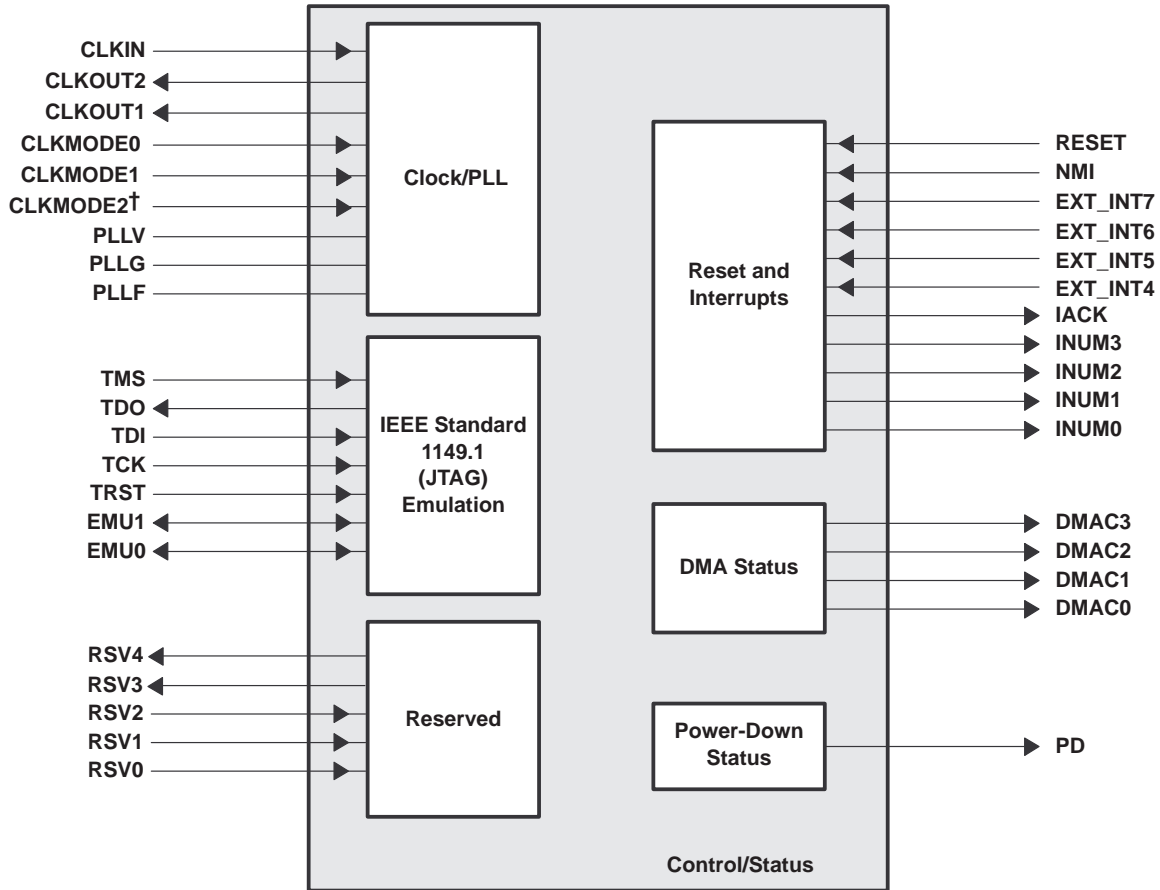 CLKIN
CLKOUT2
CLKOUT1
CLKMODE0
CLKMODE1
CLKMODE2†
PLLV
PLLG
PLLF
Clock/PLL
TMS
TDO
TDI
TCK
TRST
EMU1
EMU0
IEEE Standard
1149.1
(JTAG)
Emulation
RSV4
RSV3
RSV2
RSV1
RSV0
Reserved
Reset and
Interrupts
RESET
NMI
EXT_INT7
EXT_INT6
EXT_INT5
EXT_INT4
IACK
INUM3
INUM2
INUM1
INUM0
DMA Status
DMAC3
DMAC2
DMAC1
DMAC0
Power-Down
Status
PD
Control/Status